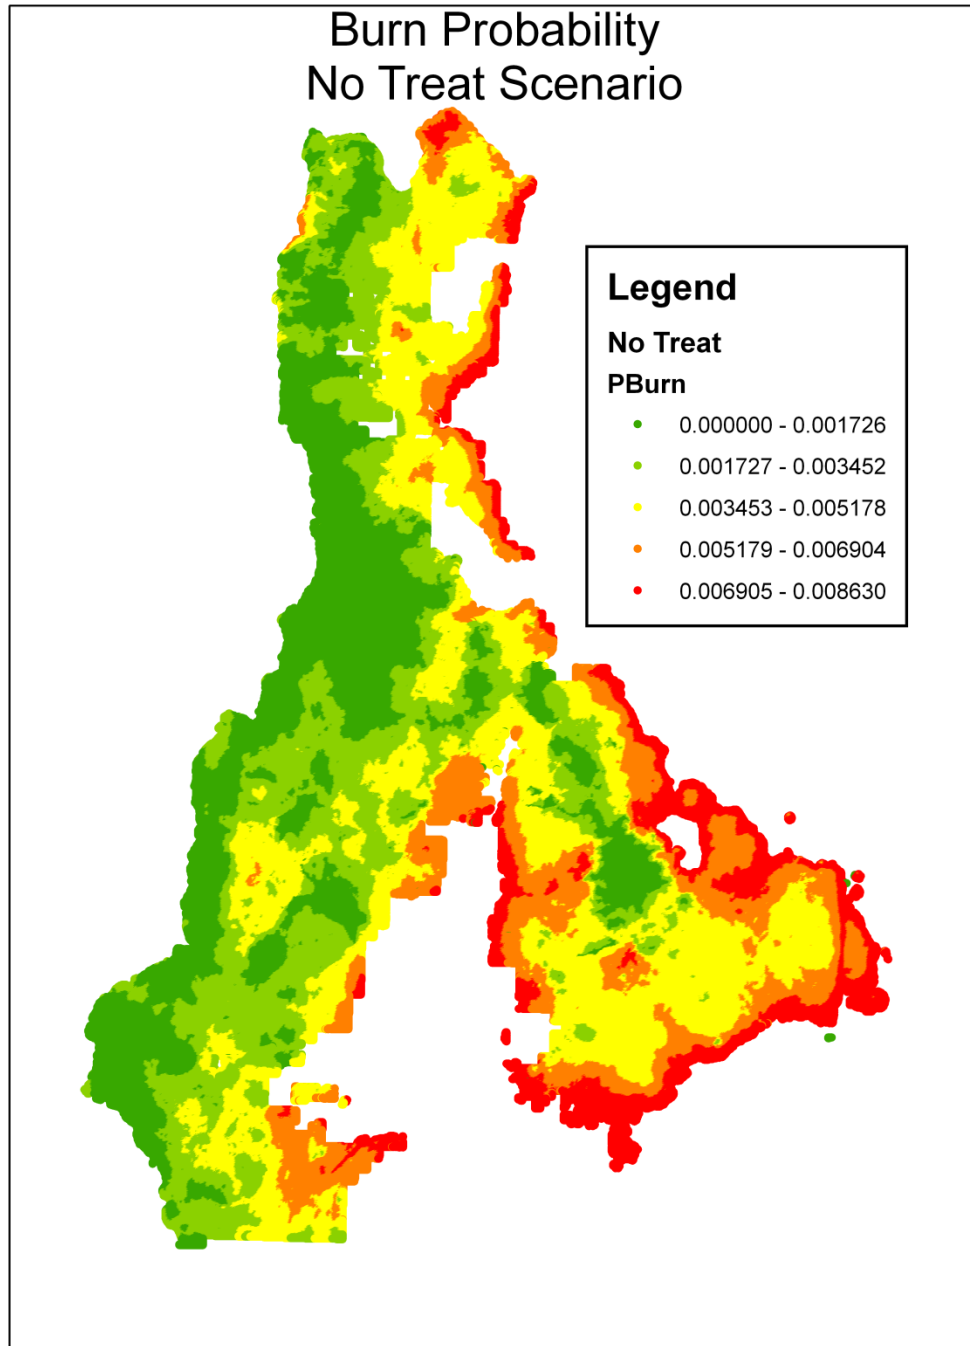 Burn Probability
No Treat Scenario
Legend
No Treat
PBurn
0.000000 - 0.001726
0.001727 - 0.003452
0.003453 - 0.005178
0.005179 - 0.006904
0.006905 - 0.008630